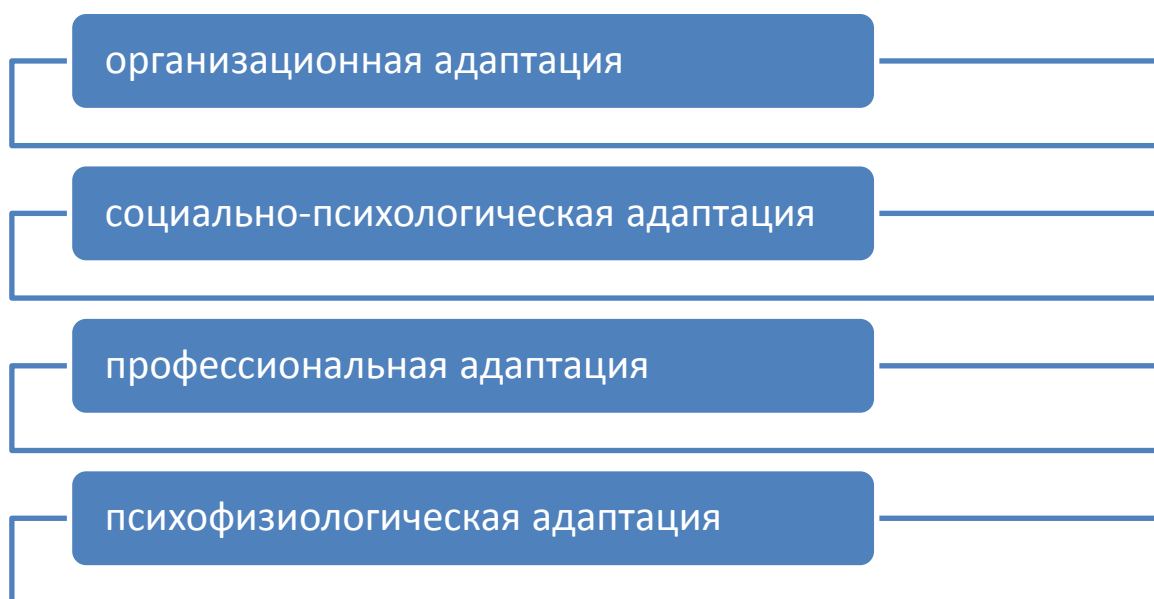 организационная адаптация
социально-психологическая адаптация
профессиональная адаптация
психофизиологическая адаптация